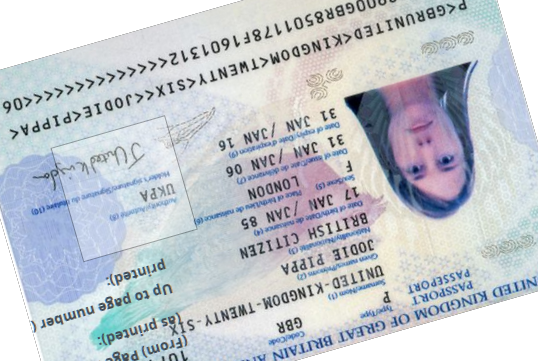 UNITED KINGDOM OF GREAT BRITAIN AN
PASSPORT
PASSEPORT
Type/Type
P
Code/Code
GBR
Surname/Nom (1)
UNITED-KINGDOM-TWENTY-SIX
Given names/Prénoms (2)
JODIE PIPPA
Nationality/Nationalité (3)
BRITISH CITIZEN
Date of birth/Date de naissance (4)
17 JAN /JAN 85
Sex/Sexe (5)
F
Place of birth/Lieu de naissance (6)
LONDON
Date of issue/Date de délivrance (7)
31 JAN /JAN 06
Authority/Autorité (8)
UKPA
Date of expiry/Date d'expiration (9)
31 JAN /JAN 16
Holder's signature/Signature du titulaire (10)
P<GBRUNITED<KINGDOM<TWENTY<SIX<<JODIE<PIPPA<
GBR8501178F1601312<<<<<<<<<<<<<<06
(From) Page
(as printed):
Up to page number (
printed):